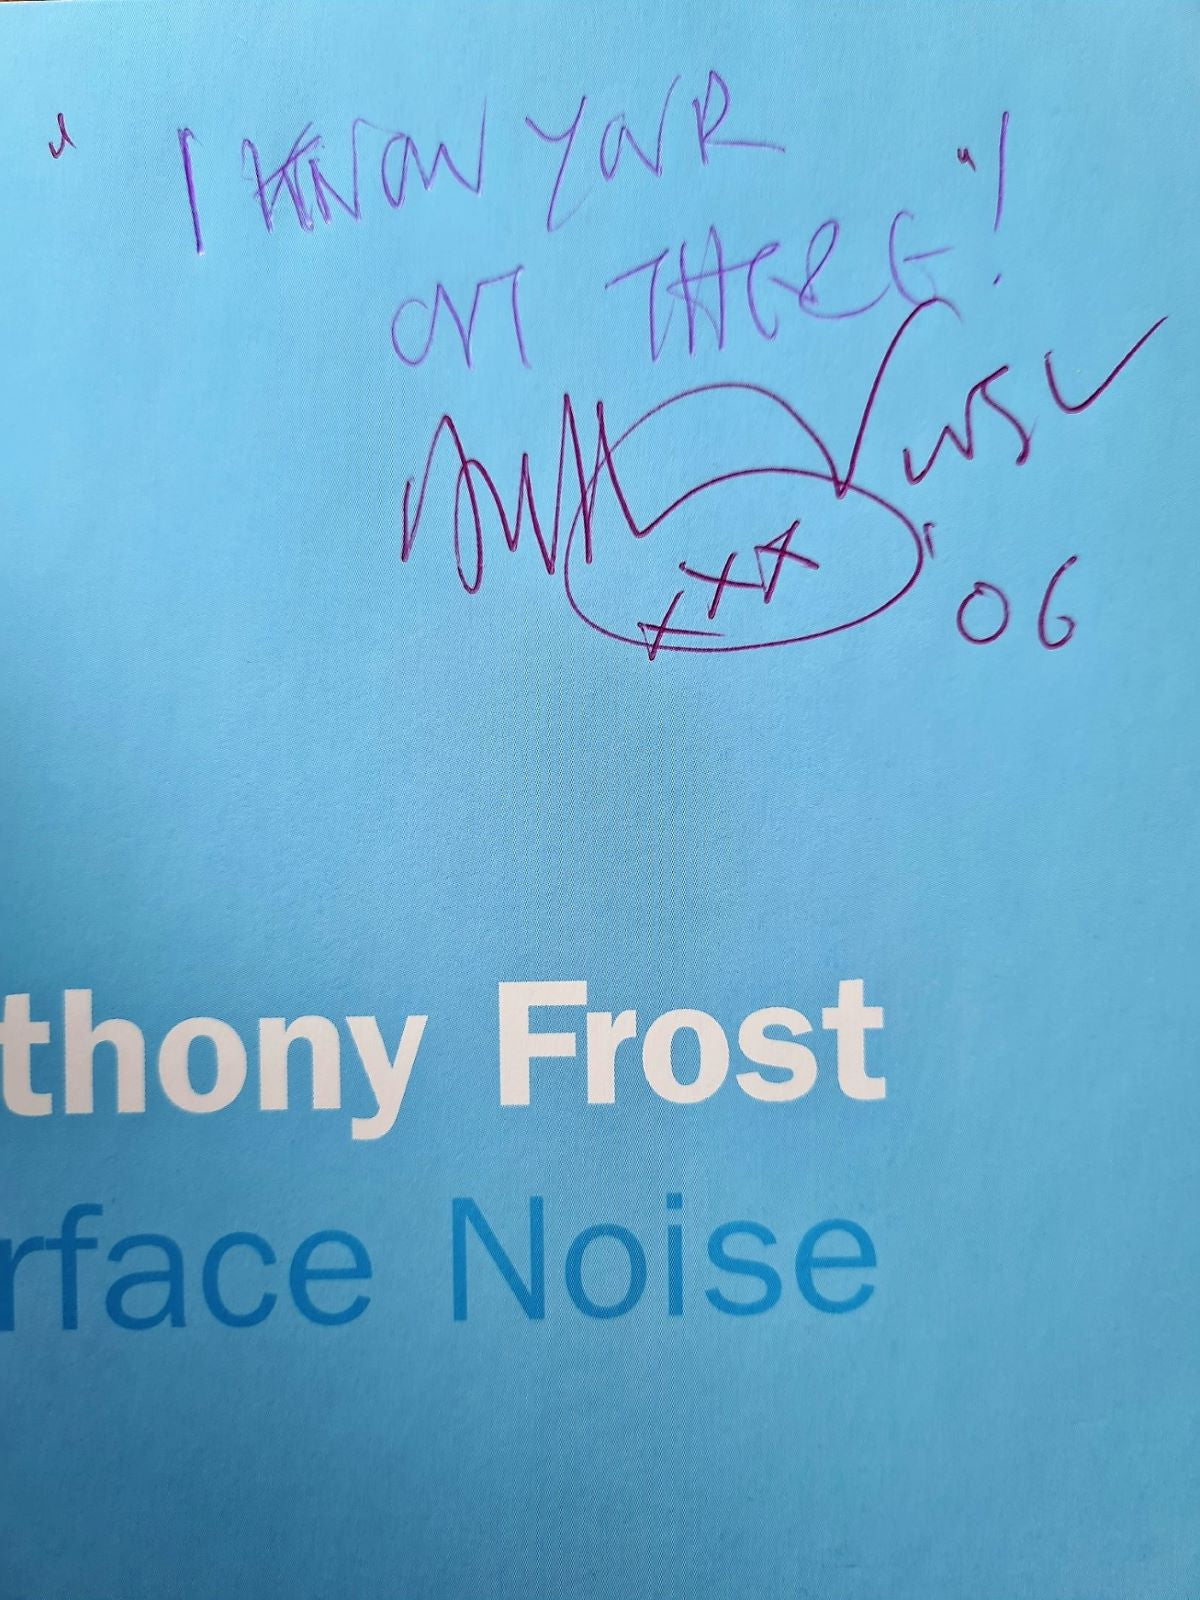 " I KNOW YOUR
OUT THERE "!
XXX
'06
thony Frost
rface Noise